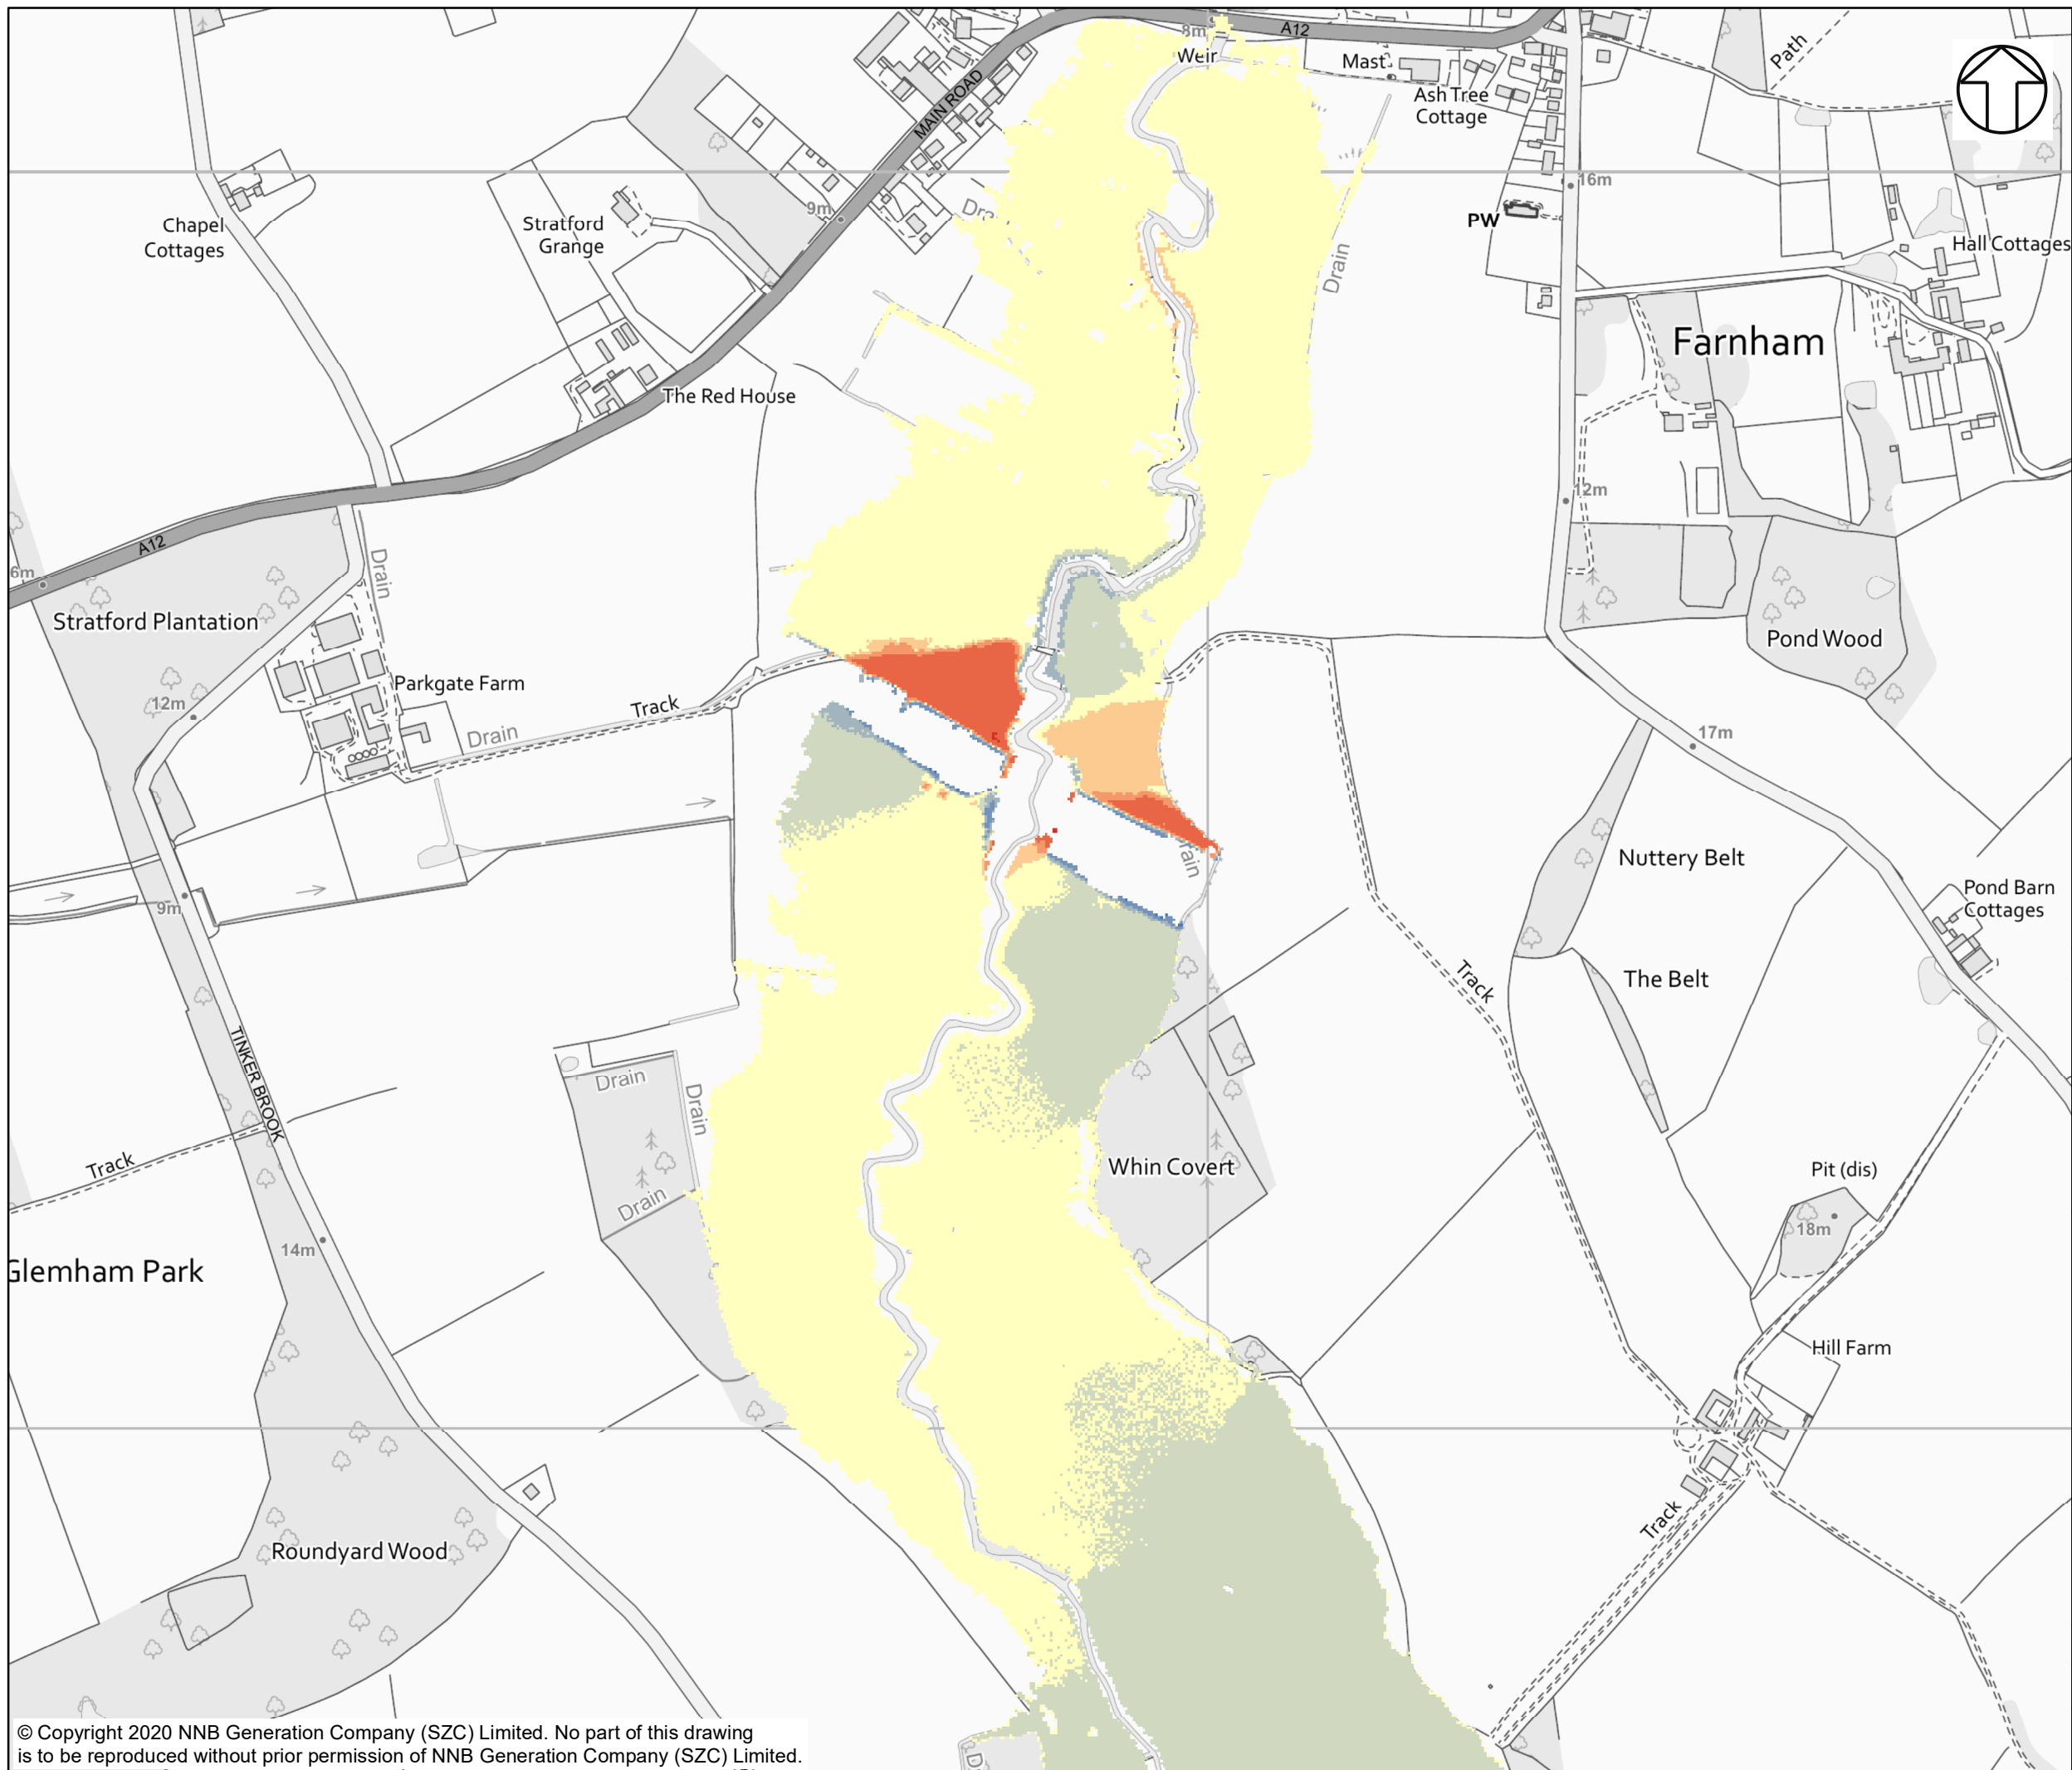 A12
8m
Weir
Mast
Path
Ash Tree
Cottage
MAIN ROAD
16m
PW
Chapel
Cottages
Stratford
Grange
9m
Drain
Hall Cottages
Farnham
The Red House
12m
A12
Drain
6m
Stratford Plantation
Pond Wood
Parkgate Farm
12m
Track
Drain
17m
Nuttery Belt
Pond Barn
Cottages
9m
The Belt
Track
TINKER BROOK
Drain
Drain
Track
Whin Covert
Pit (dis)
Drain
18m
14m
Glemham Park
Hill Farm
Track
Roundyard Wood
© Copyright 2020 NNB Generation Company (SZC) Limited. No part of this drawing
is to be reproduced without prior permission of NNB Generation Company (SZC) Limited.